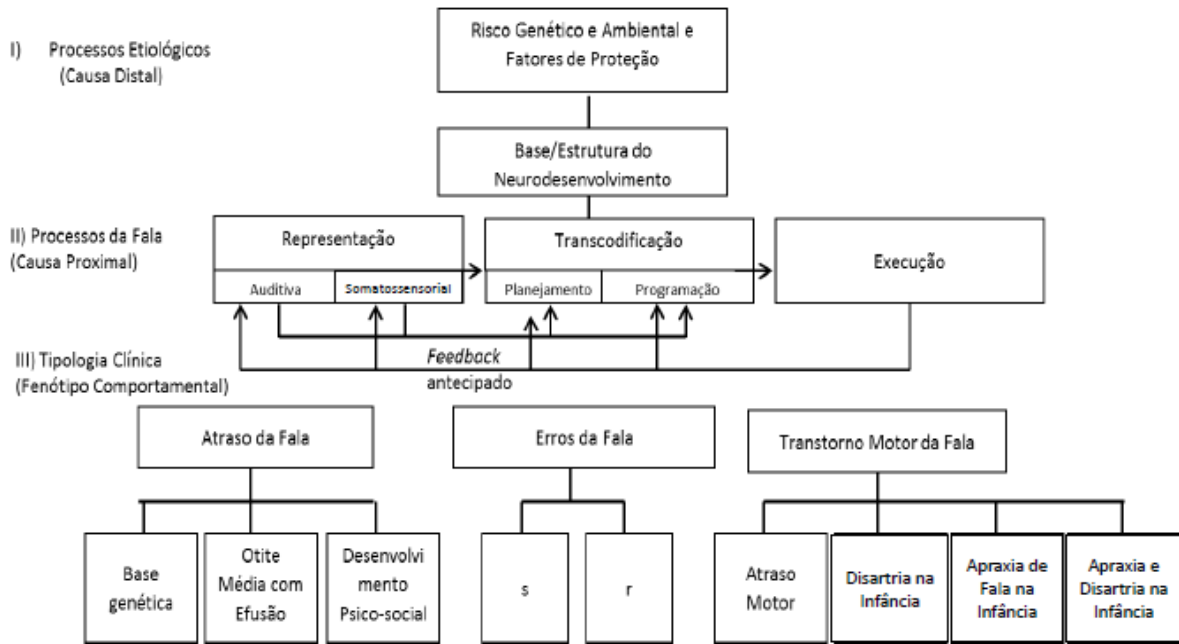 Risco Genético e Ambiental e
Fatores de Proteção
I) Processos Etiológicos
(Causa Distal)
Base/Estrutura do
Neurodesenvolvimento
II) Processos da Fala
(Causa Proximal)
Representação
Auditiva
Somatossensorial
Transcodificação
Planejamento
Programação
Execução
Feedback
antecipado
III) Tipologia Clínica
(Fenótipo Comportamental)
Atraso da Fala
Erros da Fala
Transtorno Motor da Fala
Base
genética
Otite
Média com
Efusão
Desenvolvi
mento
Psico-social
s
r
Atraso
Motor
Disartria na
Infância
Apraxia de
Fala na
Infância
Apraxia e
Disartria na
Infância